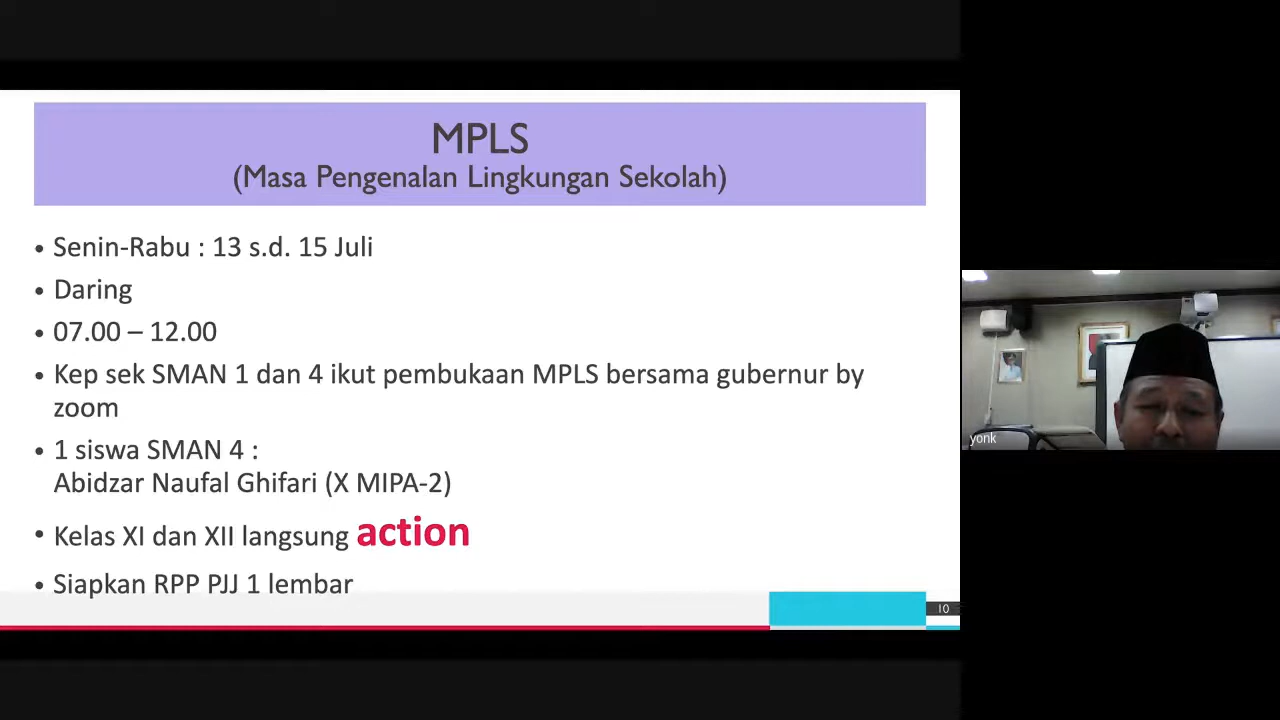 MPLS
(Masa Pengenalan Lingkungan Sekolah)
• Senin-Rabu : 13 s.d. 15 Juli
• Daring
• 07.00 – 12.00
• Kep sek SMAN 1 dan 4 ikut pembukaan MPLS bersama gubernur by
zoom
• 1 siswa SMAN 4 :
Abidzar Naufal Ghifari (X MIPA-2)
• Kelas XI dan XII langsung action
• Siapkan RPP PJJ 1 lembar
10
yonk